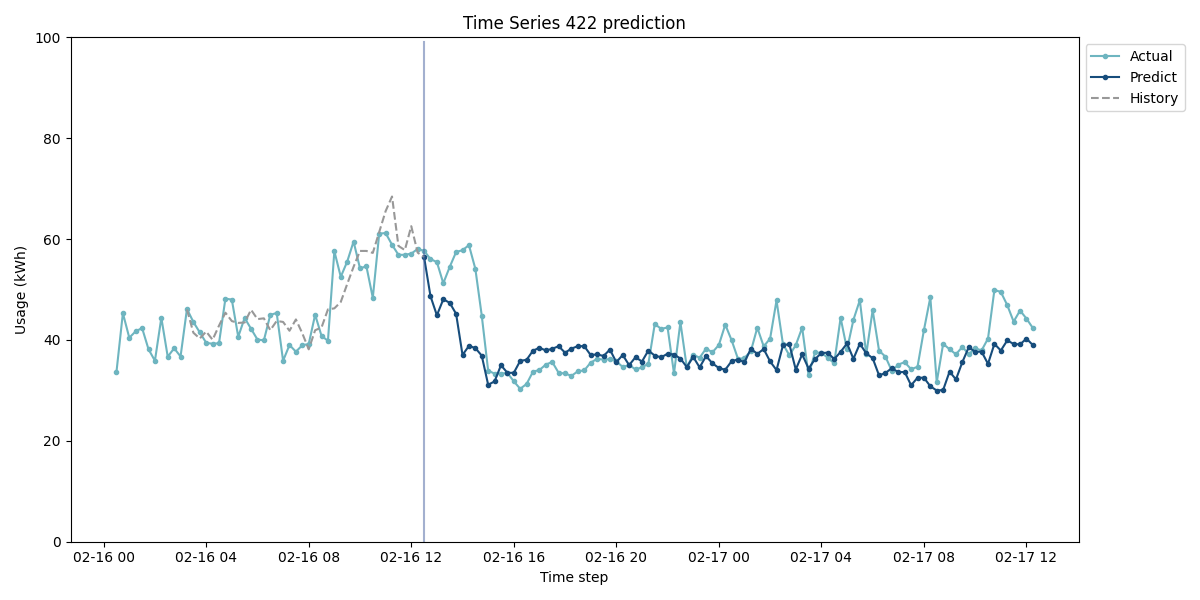 Time Series 422 prediction
Usage (kWh)
100
80
60
40
20
0
02-16 00 02-16 04 02-16 08 02-16 12 02-16 16 02-16 20 02-17 00 02-17 04 02-17 08 02-17 12
Time step
Actual
Predict
History